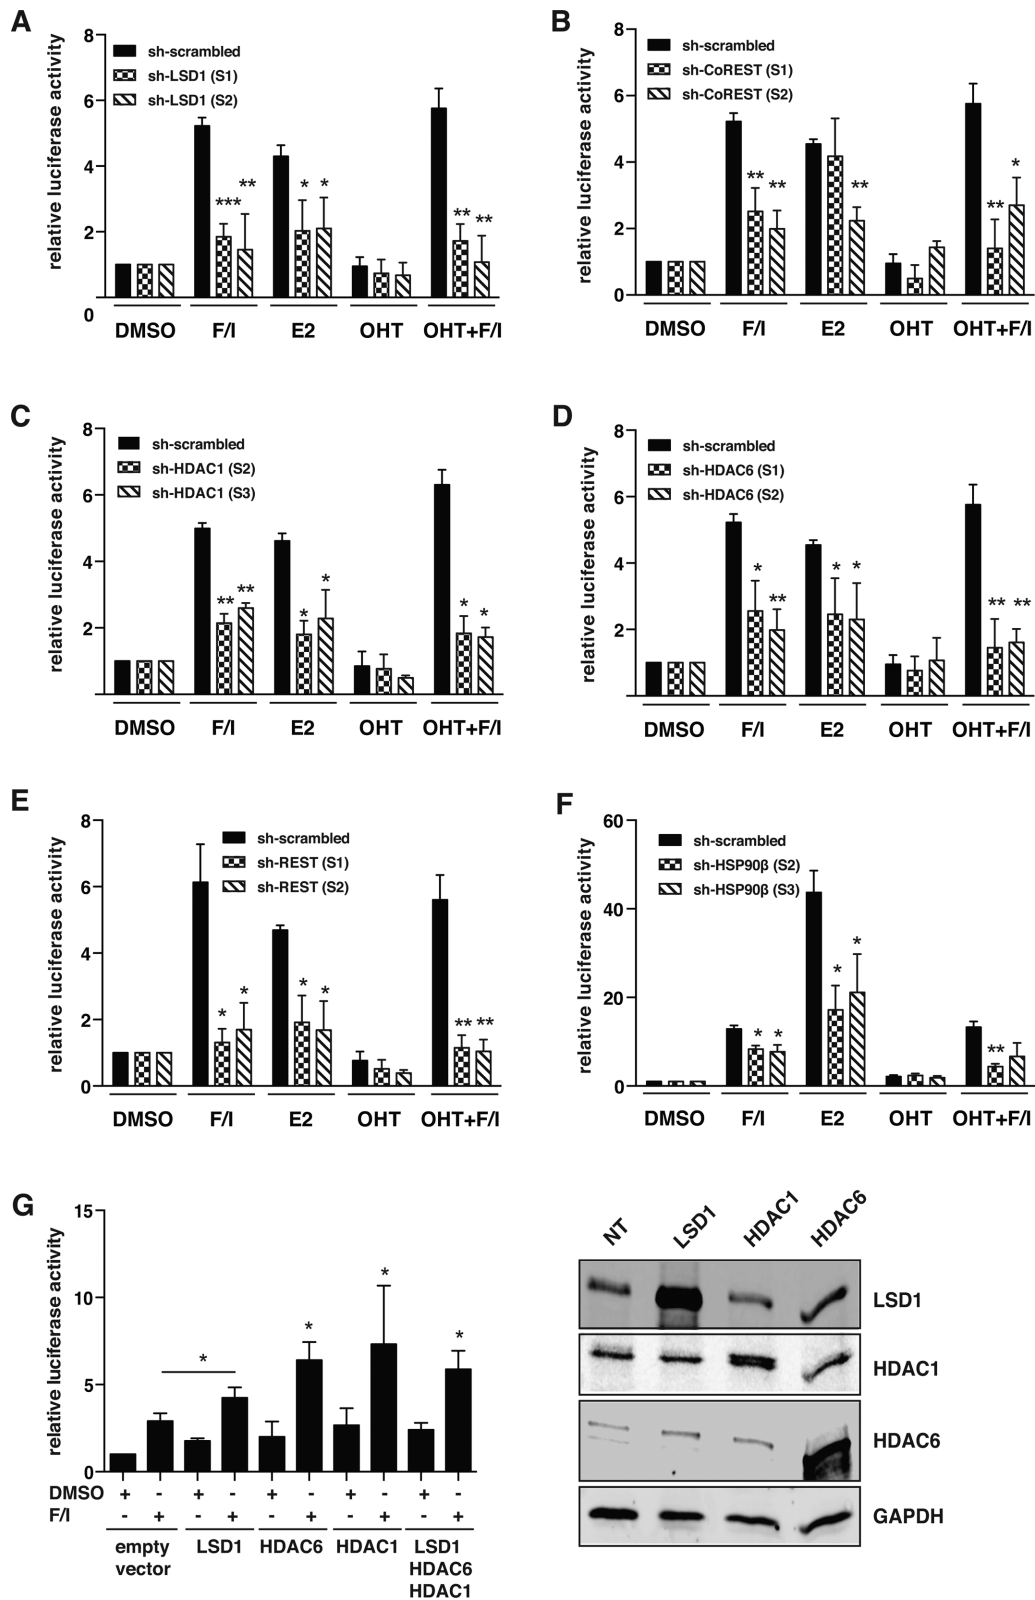 A
relative luciferase activity
8
6
4
2
0
sh-scrambled
sh-LSD1 (S1)
sh-LSD1 (S2)
*** ** * * ** **
DMSO F/I E2 OHT OHT+F/I
B
relative luciferase activity
8
6
4
2
0
sh-scrambled
sh-CoREST (S1)
sh-CoREST (S2)
** ** ** ** *
DMSO F/I E2 OHT OHT+F/I
C
relative luciferase activity
8
6
4
2
sh-scrambled
sh-HDAC1 (S2)
sh-HDAC1 (S3)
** ** * * * *
DMSO F/I E2 OHT OHT+F/I
D
relative luciferase activity
8
6
4
2
sh-scrambled
sh-HDAC6 (S1)
sh-HDAC6 (S2)
* ** * * ** **
DMSO F/I E2 OHT OHT+F/I
E
relative luciferase activity
8
6
4
2
0
sh-scrambled
sh-REST (S1)
sh-REST (S2)
* * * * ** **
DMSO F/I E2 OHT OHT+F/I
F
relative luciferase activity
60
40
20
0
sh-scrambled
sh-HSP90β (S2)
sh-HSP90β (S3)
* * * * **
DMSO F/I E2 OHT OHT+F/I
G
relative luciferase activity
15
10
5
0
* * * *
DMSO + - + - + - + - + -
F/I - + - + - + - + - +
empty LSD1 HDAC6 HDAC1 LSD1
vector HDAC6
HDAC1
NT LSD1 HDAC1 HDAC6
LSD1
HDAC1
HDAC6
GAPDH